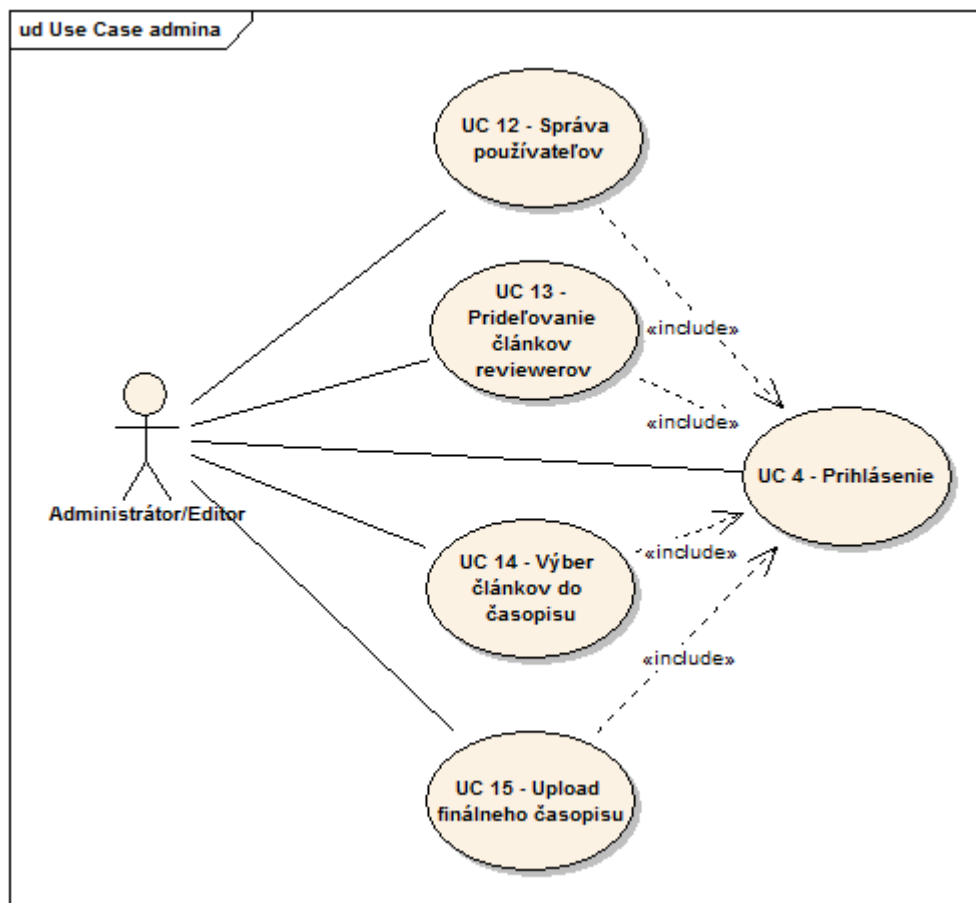 ud Use Case admina
UC 12 - Správa
používateľov
UC 13 -
Prideľovanie
článkov
reviewerov
«include»
«include»
UC 4 - Prihlásenie
Administrátor/Editor
UC 14 - Výber
článkov do
časopisu
«include»
«include»
UC 15 - Upload
finálneho časopisu